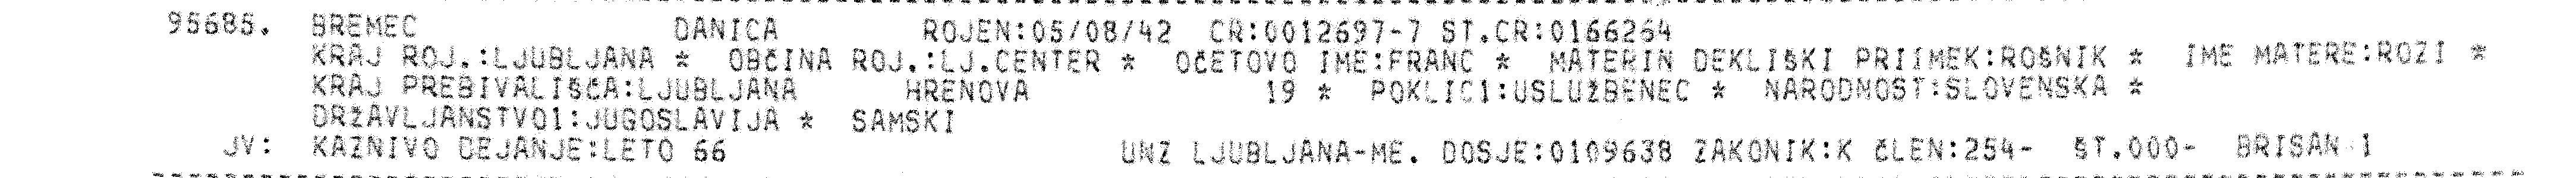 95685. BREMEC DANICA ROJEN:05/08/42 CR:0012697-7 ST.CR:0166264
KRAJ ROJ.:LJUBLJANA * OBČINA ROJ.:LJ.CENTER * OČETOVO IME:FRANC * MATERIN DEKLIŠKI PRIIMEK:ROŠNIK * IME MATERE:ROZI *
KRAJ PREBIVALIŠČA:LJUBLJANA HRENOVA 19 * POKLIC1:USLUŽBENEC * NARODNOST:SLOVENSKA *
DRŽAVLJANSTVO1:JUGOSLAVIJA * SAMSKI
JV: KAZNIVO DEJANJE:LETO 66 UNZ LJUBLJANA-ME. DOSJE:0109638 ZAKONIK:K ČLEN:254- ŠT.000- BRISAN 1